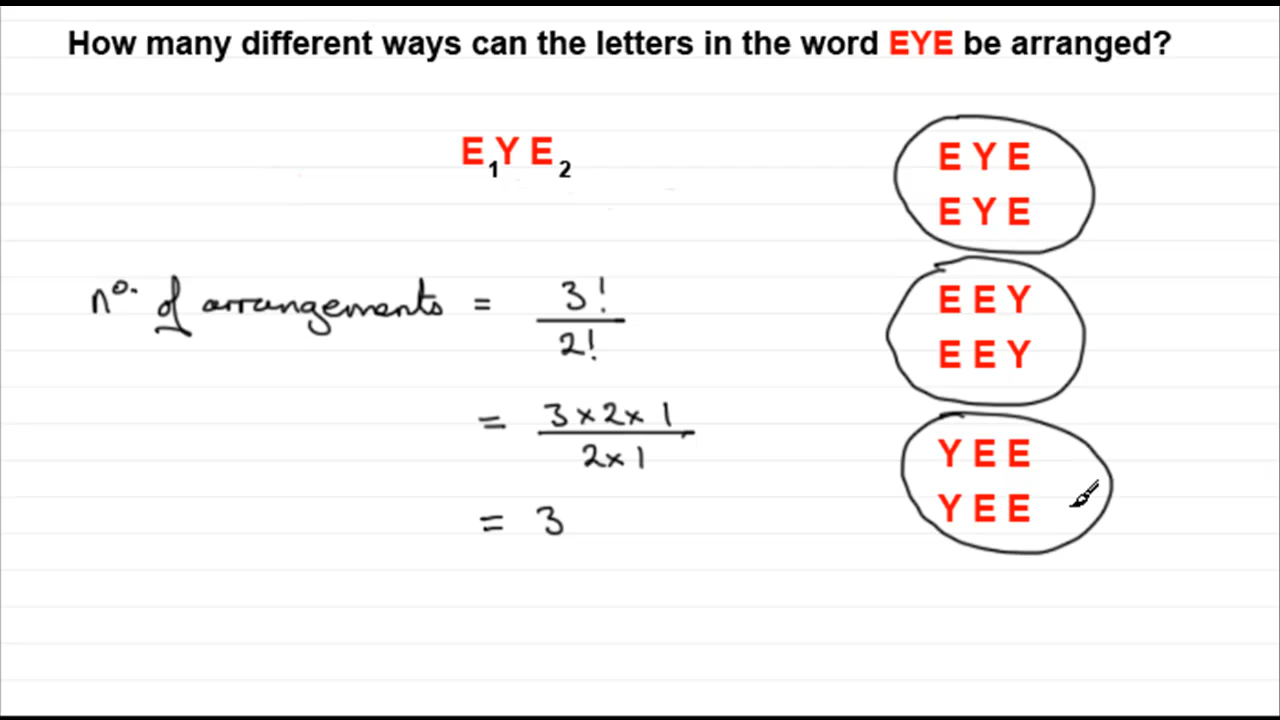 How many different ways can the letters in the word EYE be arranged?
E₁Y E₂
E Y E
E Y E
E E Y
E E Y
Y E E
Y E E
nº. of arrangements = 3!
2!
= 3 x 2 x 1
2 x 1
= 3